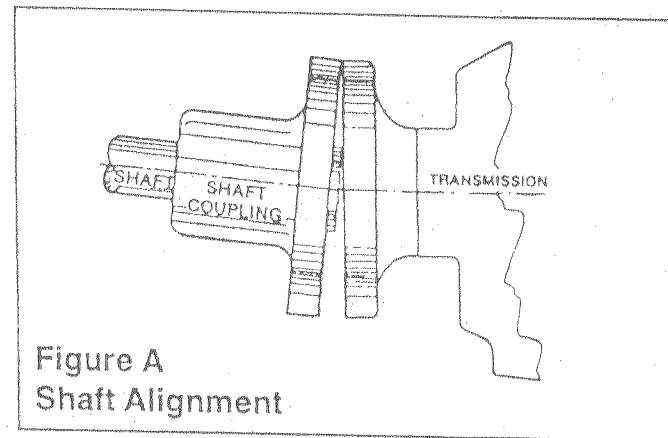 SHAFT
SHAFT
COUPLING
TRANSMISSION
Figure A
Shaft Alignment